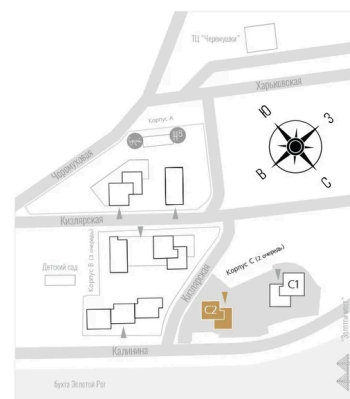 ТЦ "Черемушки"
Харьковская
Корпус А
Черемуховая
Ю
З
В
С
Кизлярская
Корпус В (3 очередь)
Детский сад
Кизлярская
Корпус С (2 очередь)
С1
С2
Калинина
бухта Золотой Рог